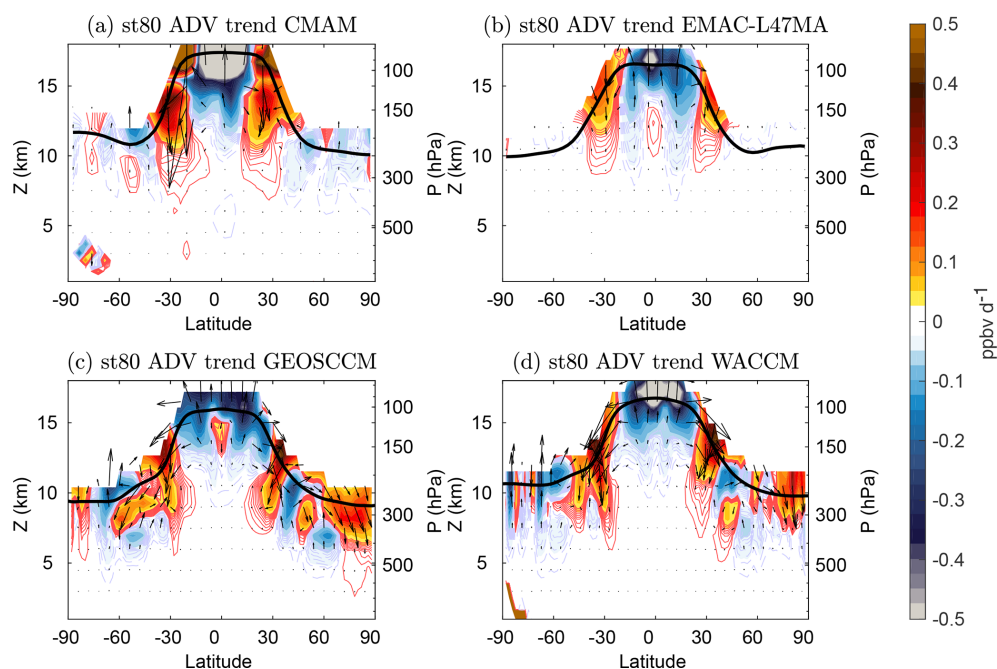 (a) st80 ADV trend CMAM
(b) st80 ADV trend EMAC-L47MA
15
10
5
Z (km)
100
150
300
500
P (hPa)
-90 -60 -30 0 30 60 90
Latitude
15
10
5
Z (km)
100
150
300
500
P (hPa)
-90 -60 -30 0 30 60 90
Latitude
(c) st80 ADV trend GEOSCCM
(d) st80 ADV trend WACCM
15
10
5
Z (km)
100
150
300
500
P (hPa)
-90 -60 -30 0 30 60 90
Latitude
15
10
5
Z (km)
100
150
300
500
P (hPa)
-90 -60 -30 0 30 60 90
Latitude
0.5
0.4
0.3
0.2
0.1
0
-0.1
-0.2
-0.3
-0.4
-0.5
ppbv d⁻¹